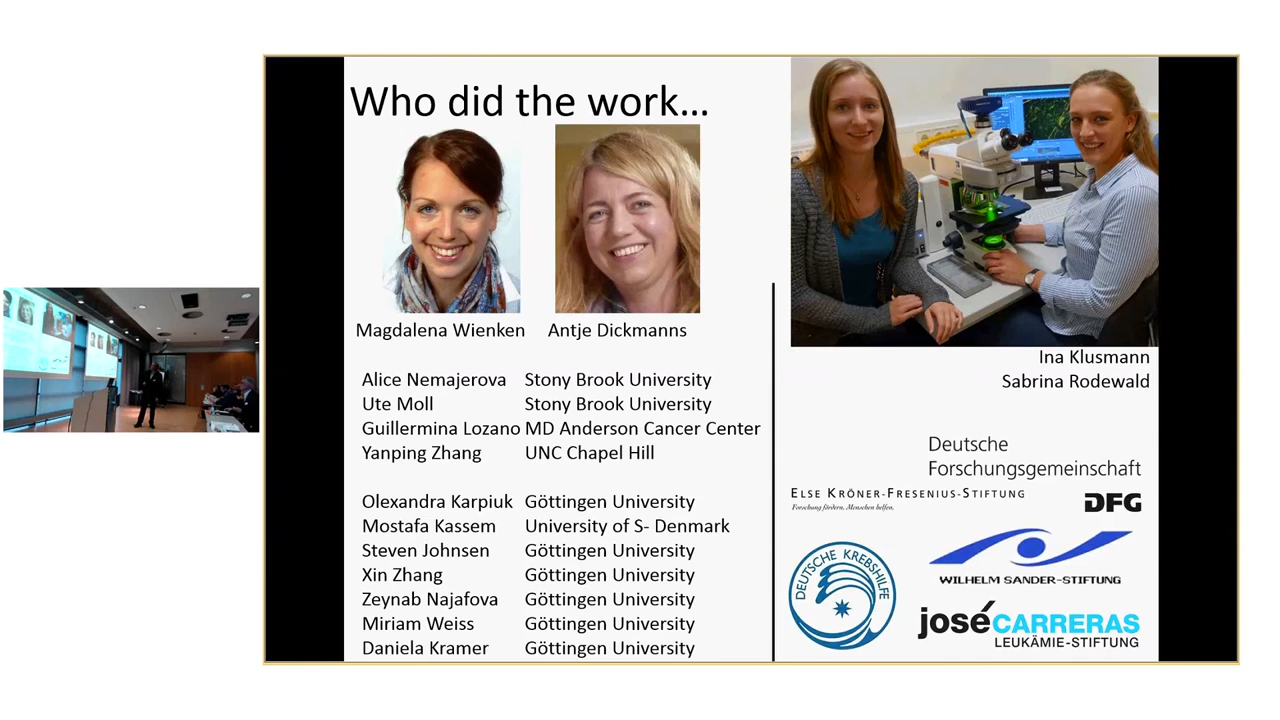 Who did the work...
Magdalena Wienken Antje Dickmanns
Alice Nemajerova Stony Brook University
Ute Moll Stony Brook University
Guillermina Lozano MD Anderson Cancer Center
Yanping Zhang UNC Chapel Hill
Olexandra Karpiuk Göttingen University
Mostafa Kassem University of S- Denmark
Steven Johnsen Göttingen University
Xin Zhang Göttingen University
Zeynab Najafova Göttingen University
Miriam Weiss Göttingen University
Daniela Kramer Göttingen University
Ina Klusmann
Sabrina Rodewald
Deutsche
Forschungsgemeinschaft
DFG
ELSE KRÖNER-FRESENIUS-STIFTUNG
Forschung fördern. Menschen helfen.
DEUTSCHE KREBSHILFE
WILHELM SANDER-STIFTUNG
joséCARRERAS
LEUKÄMIE-STIFTUNG